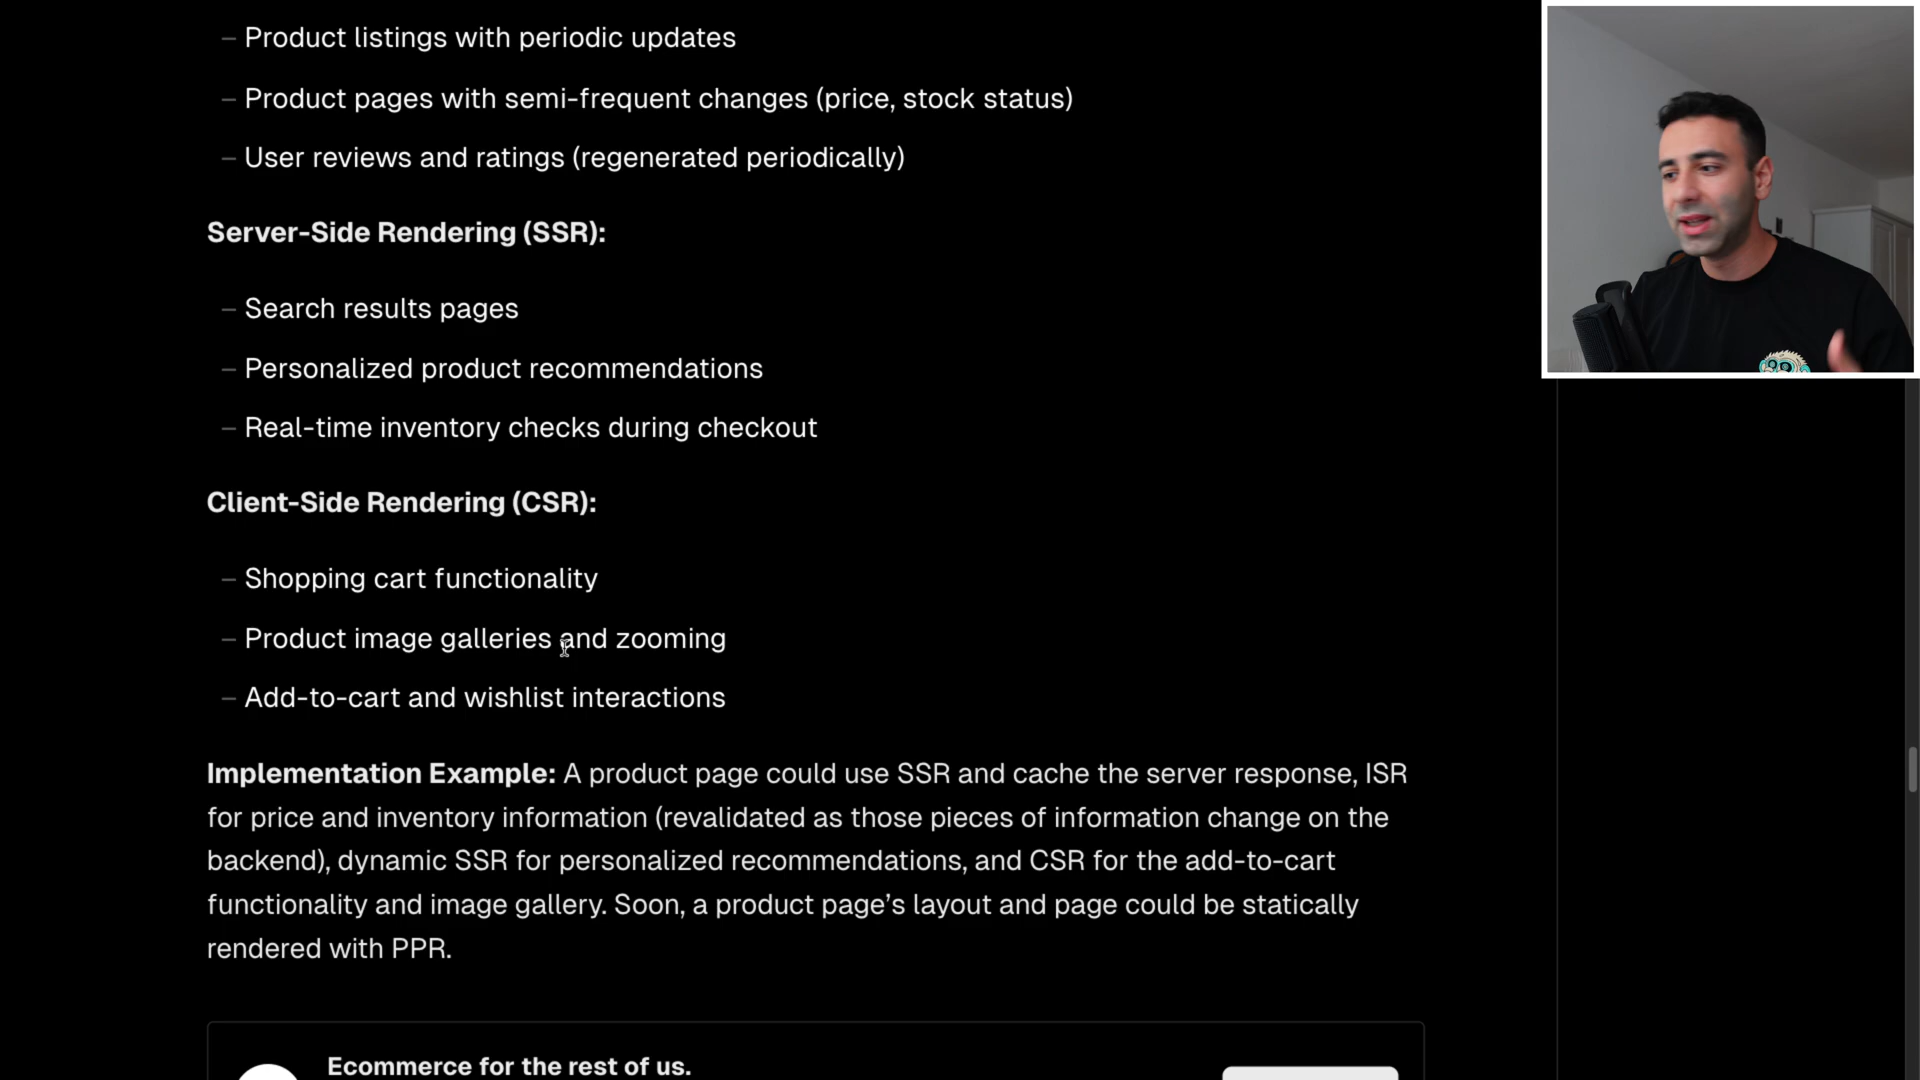 – Product listings with periodic updates
– Product pages with semi-frequent changes (price, stock status)
– User reviews and ratings (regenerated periodically)
Server-Side Rendering (SSR):
– Search results pages
– Personalized product recommendations
– Real-time inventory checks during checkout
Client-Side Rendering (CSR):
– Shopping cart functionality
– Product image galleries and zooming
– Add-to-cart and wishlist interactions
Implementation Example: A product page could use SSR and cache the server response, ISR
for price and inventory information (revalidated as those pieces of information change on the
backend), dynamic SSR for personalized recommendations, and CSR for the add-to-cart
functionality and image gallery. Soon, a product page’s layout and page could be statically
rendered with PPR.
Ecommerce for the rest of us.